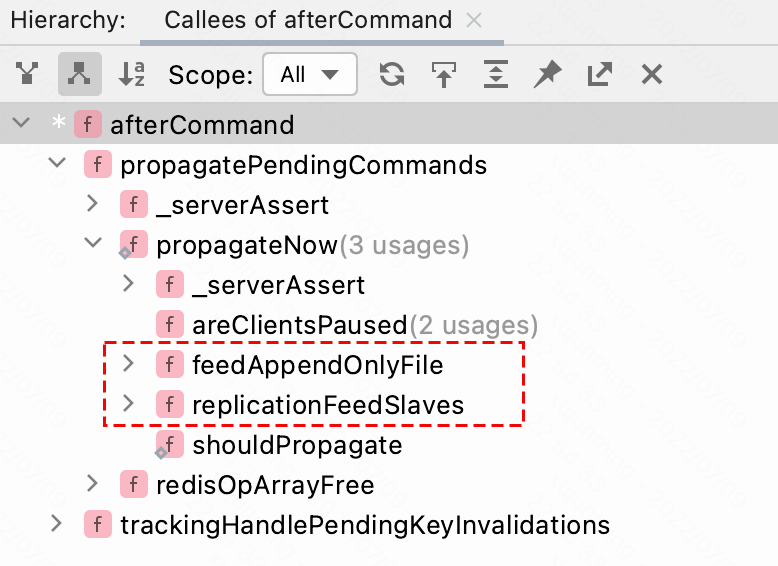 Hierarchy: Callees of afterCommand
Scope: All
* f afterCommand
f propagatePendingCommands
f _serverAssert
f propagateNow(3 usages)
f _serverAssert
f areClientsPaused(2 usages)
f feedAppendOnlyFile
f replicationFeedSlaves
f shouldPropagate
f redisOpArrayFree
f trackingHandlePendingKeyInvalidations